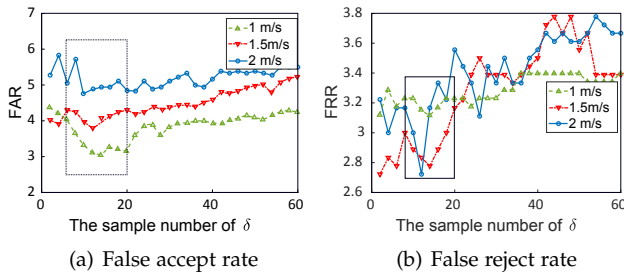 7
6
5
4
3
2
FAR
0 20 40 60
The sample number of δ
1 m/s
1.5m/s
2 m/s
(a) False accept rate
3.8
3.6
3.4
3.2
3
2.8
2.6
FRR
0 20 40 60
The sample number of δ
1 m/s
1.5m/s
2 m/s
(b) False reject rate